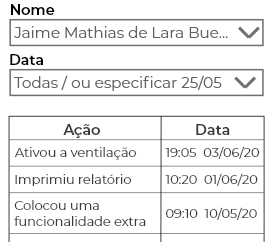 Nome
Jaime Mathias de Lara Bue...
Data
Todas / ou especificar 25/05
Ação Data
Ativou a ventilação 19:05 03/06/20
Imprimiu relatório 10:20 01/06/20
Colocou uma
funcionalidade extra 09:10 10/05/20